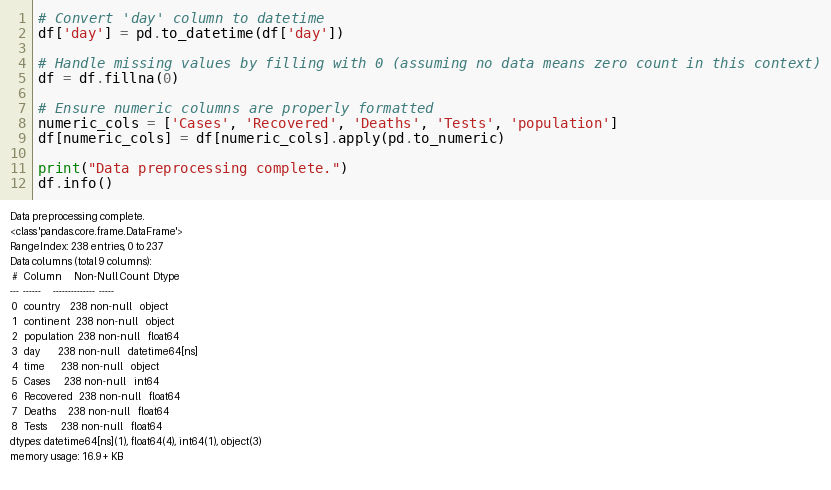 1 # Convert 'day' column to datetime
2 df['day'] = pd.to_datetime(df['day'])
3
4 # Handle missing values by filling with 0 (assuming no data means zero count in this context)
5 df = df.fillna(0)
6
7 # Ensure numeric columns are properly formatted
8 numeric_cols = ['Cases', 'Recovered', 'Deaths', 'Tests', 'population']
9 df[numeric_cols] = df[numeric_cols].apply(pd.to_numeric)
10
11 print("Data preprocessing complete.")
12 df.info()
Data preprocessing complete.
<class 'pandas.core.frame.DataFrame'>
RangeIndex: 238 entries, 0 to 237
Data columns (total 9 columns):
# Column Non-Null Count Dtype
--- ------ -------------- -----
0 country 238 non-null object
1 continent 238 non-null object
2 population 238 non-null float64
3 day 238 non-null datetime64[ns]
4 time 238 non-null object
5 Cases 238 non-null int64
6 Recovered 238 non-null float64
7 Deaths 238 non-null float64
8 Tests 238 non-null float64
dtypes: datetime64[ns](1), float64(4), int64(1), object(3)
memory usage: 16.9+ KB